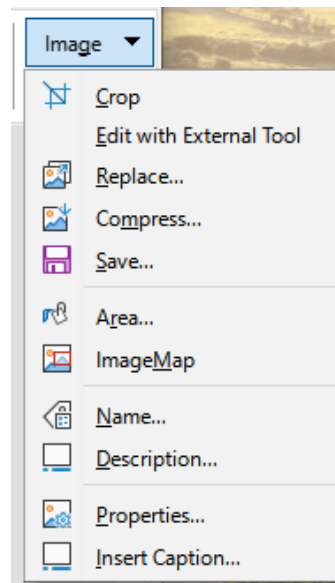 Image
Crop
Edit with External Tool
Replace...
Compress...
Save...
Area...
ImageMap
Name...
Description...
Properties...
Insert Caption...